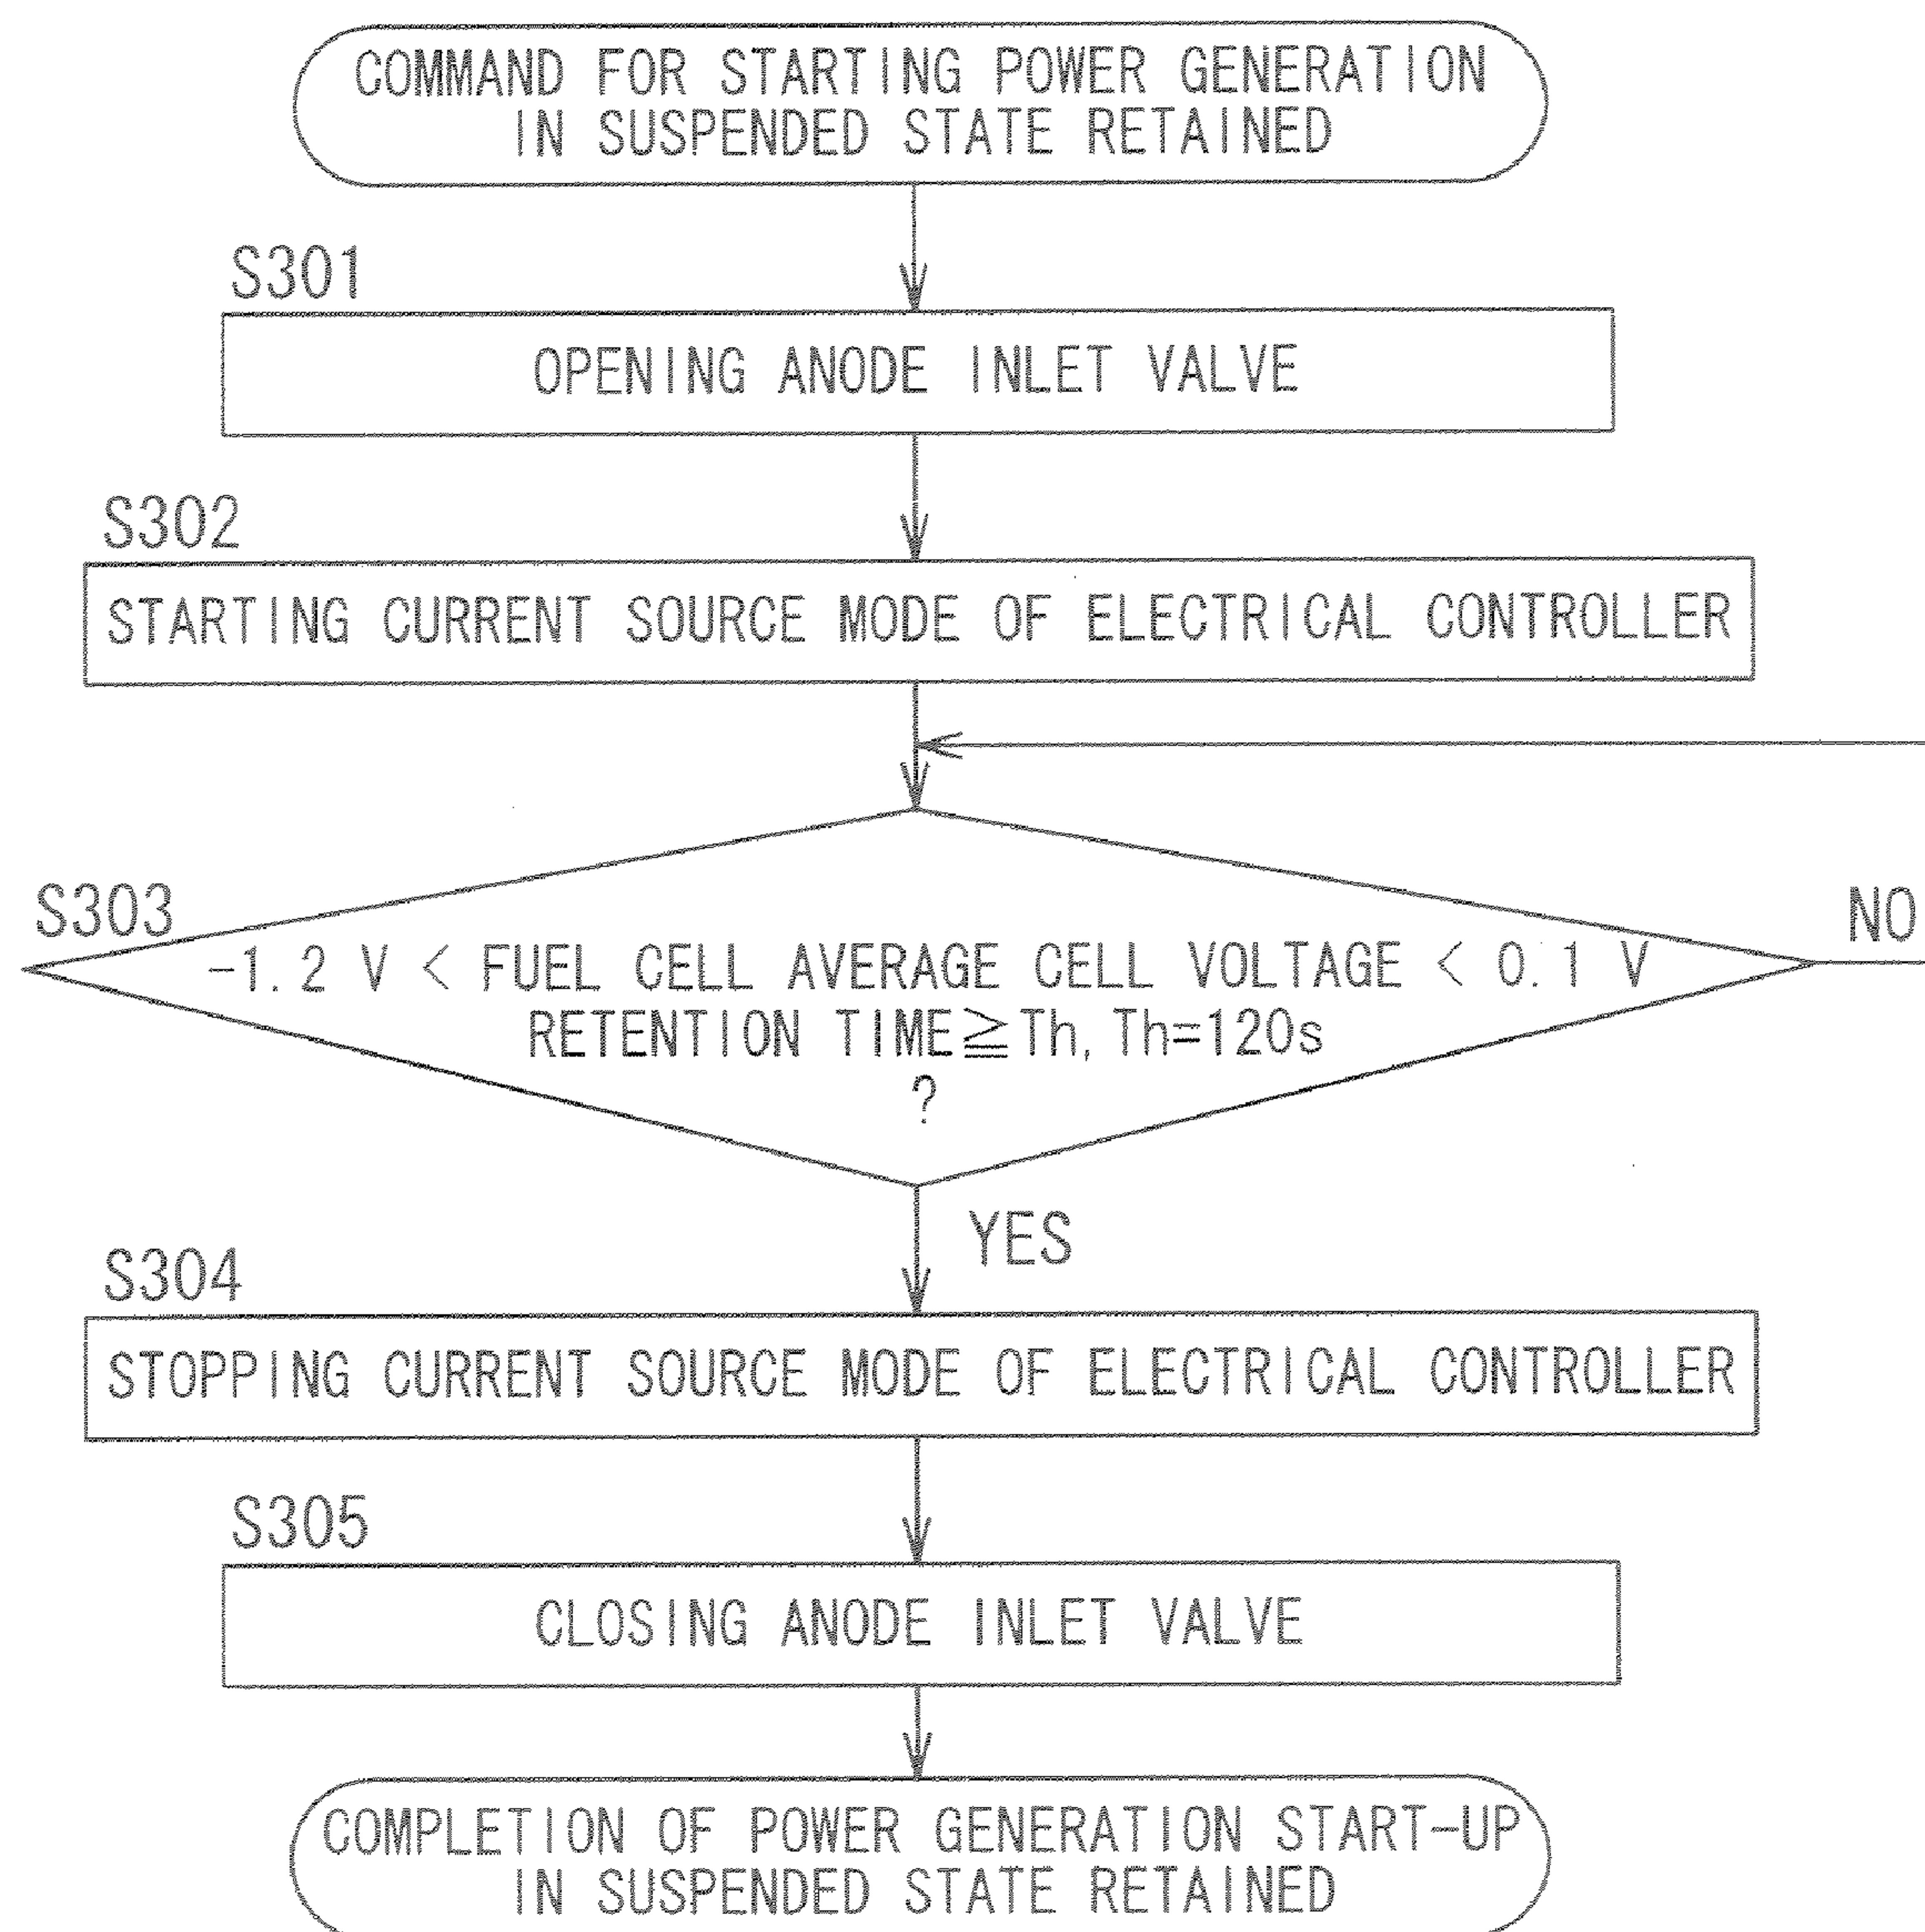 COMMAND FOR STARTING POWER GENERATION
IN SUSPENDED STATE RETAINED
S301
OPENING ANODE INLET VALVE
S302
STARTING CURRENT SOURCE MODE OF ELECTRICAL CONTROLLER
S303
NO
-1.2 V < FUEL CELL AVERAGE CELL VOLTAGE < 0.1 V
RETENTION TIME≧Th, Th=120s
?
YES
S304
STOPPING CURRENT SOURCE MODE OF ELECTRICAL CONTROLLER
S305
CLOSING ANODE INLET VALVE
COMPLETION OF POWER GENERATION START-UP
IN SUSPENDED STATE RETAINED